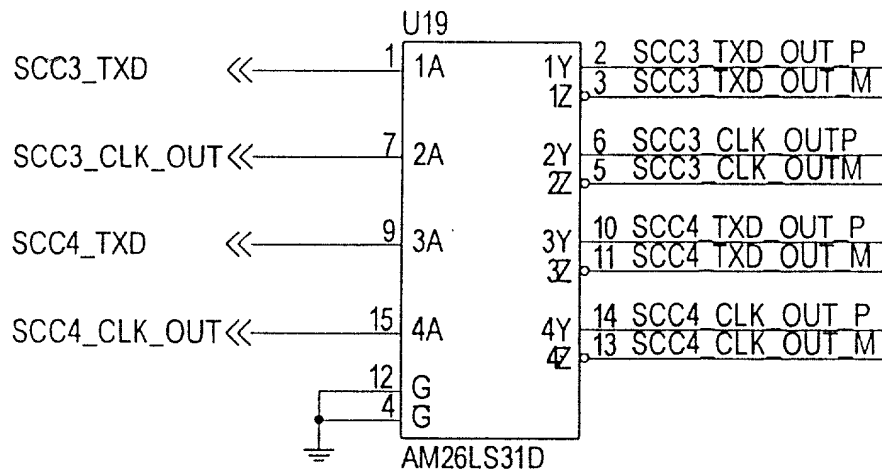 U19
SCC3_TXD 1 1A 1Y 2 SCC3_TXD_OUT_P
1Z 3 SCC3_TXD_OUT_M
SCC3_CLK_OUT 7 2A 2Y 6 SCC3_CLK_OUTP
2Z 5 SCC3_CLK_OUTM
SCC4_TXD 9 3A 3Y 10 SCC4_TXD_OUT_P
3Z 11 SCC4_TXD_OUT_M
SCC4_CLK_OUT 15 4A 4Y 14 SCC4_CLK_OUT_P
4Z 13 SCC4_CLK_OUT_M
12 G
4 G
AM26LS31D